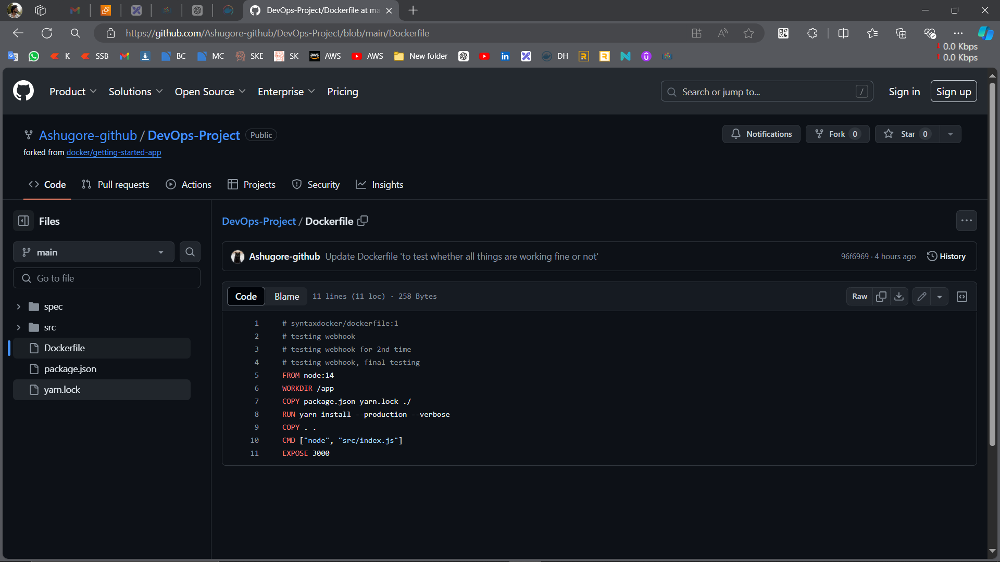 DevOps-Project/Dockerfile at ma
https://github.com/Ashugore-github/DevOps-Project/blob/main/Dockerfile
K
SSB
BC
MC
SKE
SK
aws AWS
AWS
New folder
in
DH
0.0 Kbps
0.0 Kbps
Product
Solutions
Open Source
Enterprise
Pricing
Search or jump to...
/
Sign in
Sign up
Ashugore-github / DevOps-Project
Public
Notifications
Fork 0
Star 0
forked from docker/getting-started-app
Code
Pull requests
Actions
Projects
Security
Insights
Files
main
Go to file
spec
src
Dockerfile
package.json
yarn.lock
DevOps-Project / Dockerfile
Ashugore-github Update Dockerfile 'to test whether all things are working fine or not'
96f6969 · 4 hours ago
History
Code
Blame
11 lines (11 loc) · 258 Bytes
Raw
1 # syntaxdocker/dockerfile:1
2 # testing webhook
3 # testing webhook for 2nd time
4 # testing webhook, final testing
5 FROM node:14
6 WORKDIR /app
7 COPY package.json yarn.lock ./
8 RUN yarn install --production --verbose
9 COPY . .
10 CMD ["node", "src/index.js"]
11 EXPOSE 3000